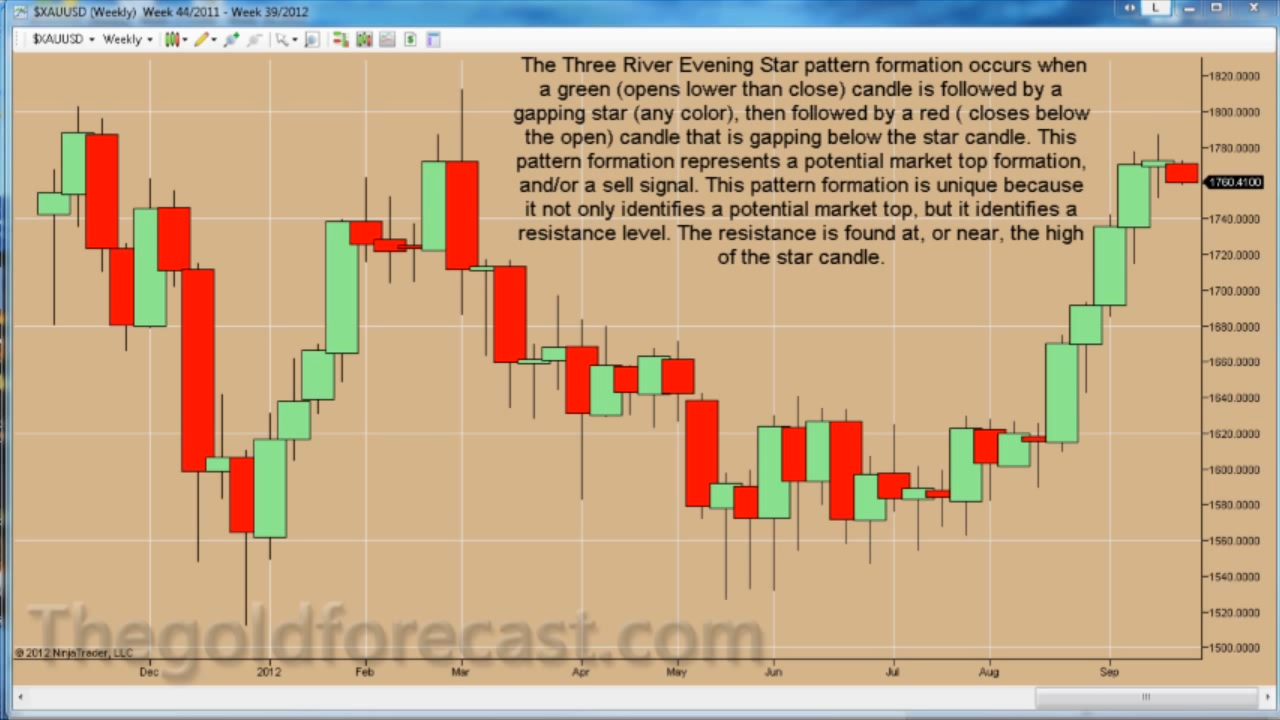 $XAUUSD (Weekly) Week 44/2011 - Week 39/2012
L
$XAUUSD Weekly
The Three River Evening Star pattern formation occurs when
a green (opens lower than close) candle is followed by a
gapping star (any color), then followed by a red ( closes below
the open) candle that is gapping below the star candle. This
pattern formation represents a potential market top formation,
and/or a sell signal. This pattern formation is unique because
it not only identifies a potential market top, but it identifies a
resistance level. The resistance is found at, or near, the high
of the star candle.
1820.0000
1800.0000
1780.0000
1760.4100
1740.0000
1720.0000
1700.0000
1680.0000
1660.0000
1640.0000
1620.0000
1600.0000
1580.0000
1560.0000
1540.0000
1520.0000
1500.0000
Thegoldforecast.com
© 2012 NinjaTrader, LLC
Dec 2012 Feb Mar Apr May Jun Jul Aug Sep